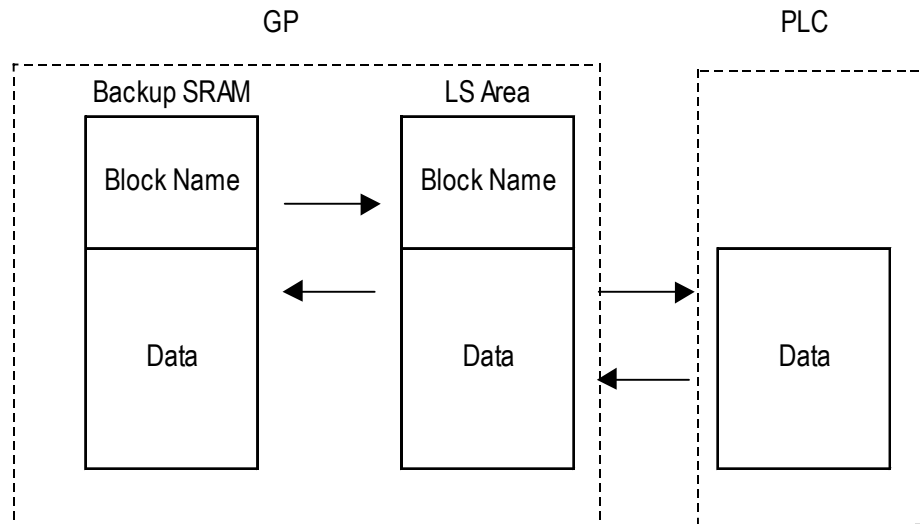 GP
PLC
Backup SRAM
LS Area
Block Name
Block Name
Data
Data
Data